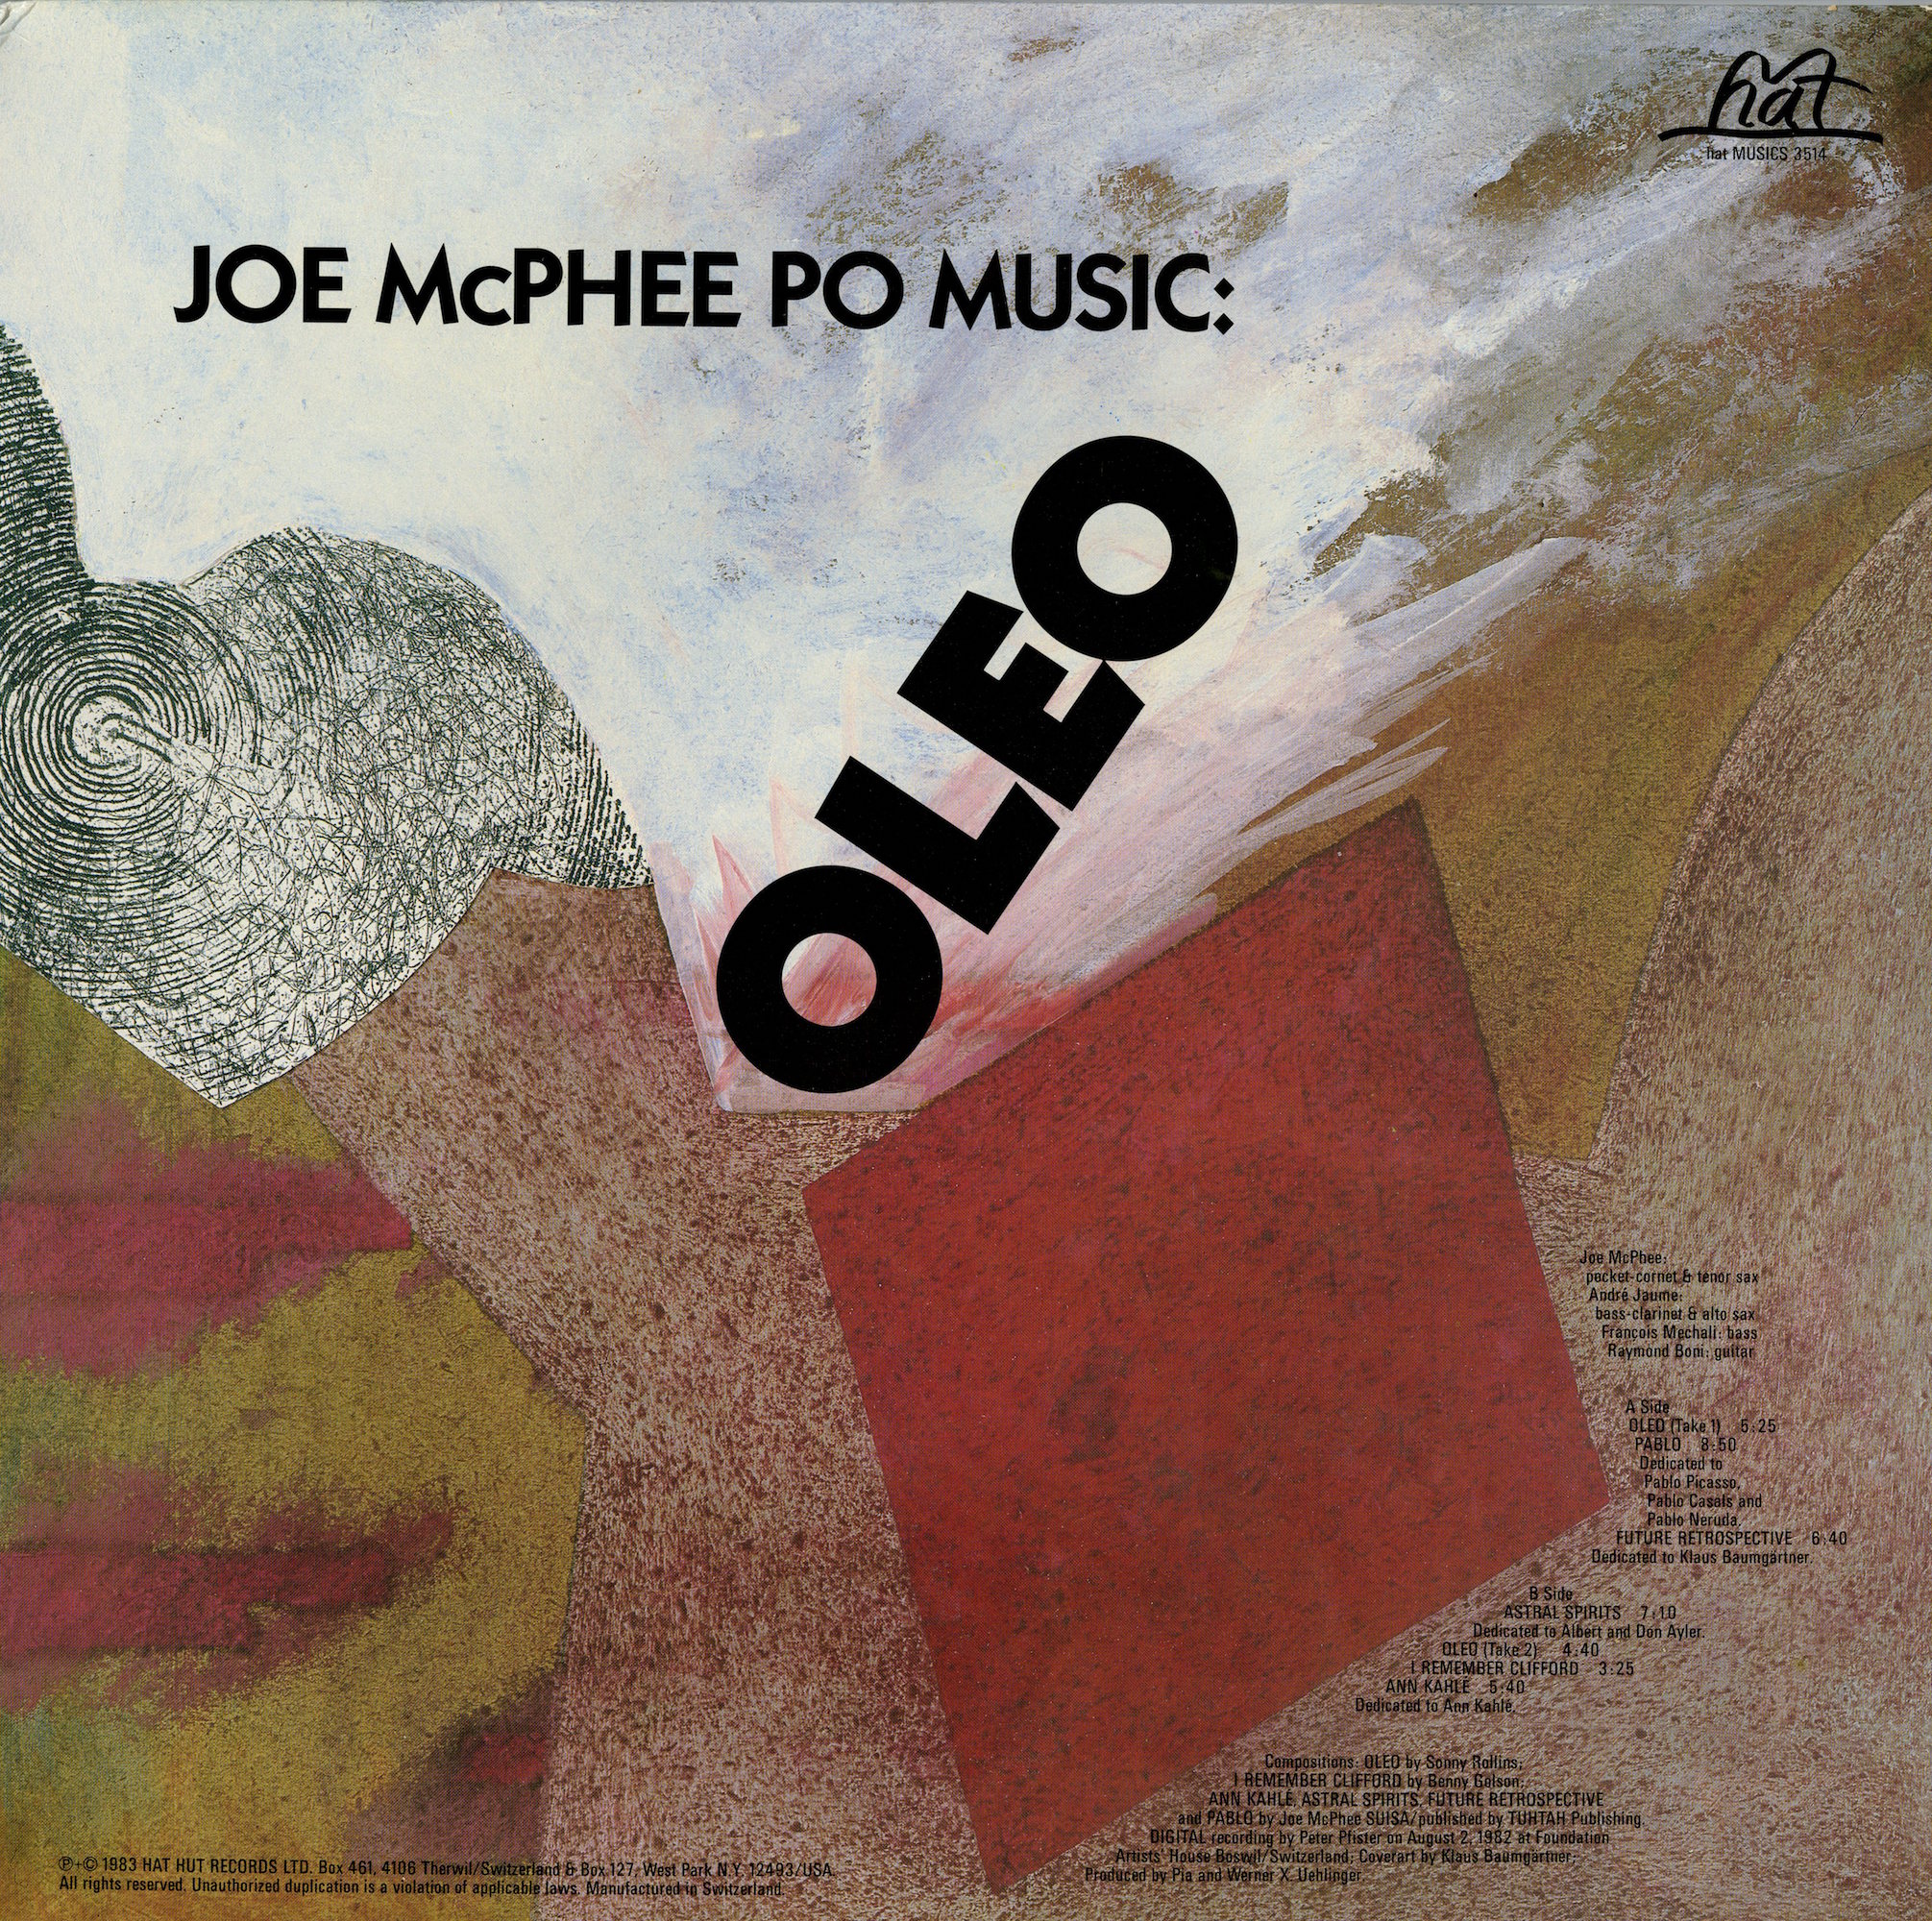 hat
hat MUSICS 3514
JOE McPHEE PO MUSIC:
OLEO
Joe McPhee:
pocket-cornet & tenor sax
André Jaume:
bass-clarinet & alto sax
François Mechali: bass
Raymond Boni: guitar
A Side
OLEO (Take 1) 5:25
PABLO 8:50
Dedicated to
Pablo Picasso,
Pablo Casals and
Pablo Neruda.
FUTURE RETROSPECTIVE 6:40
Dedicated to Klaus Baumgärtner.
B Side
ASTRAL SPIRITS 7:10
Dedicated to Albert and Don Ayler.
OLEO (Take 2) 4:40
I REMEMBER CLIFFORD 3:25
ANN KAHLÉ 5:40
Dedicated to Ann Kahlé.
Compositions: OLEO by Sonny Rollins;
I REMEMBER CLIFFORD by Benny Golson;
ANN KAHLÉ, ASTRAL SPIRITS, FUTURE RETROSPECTIVE
and PABLO by Joe McPhee SUISA/published by TUHTAH Publishing.
DIGITAL recording by Peter Pfister on August 2, 1982 at Foundation
Artists' House Boswil/Switzerland; Coverart by Klaus Baumgärtner;
Produced by Pia and Werner X. Uehlinger.
℗+© 1983 HAT HUT RECORDS LTD. Box 461, 4106 Therwil/Switzerland & Box 127, West Park N.Y. 12493/USA.
All rights reserved. Unauthorized duplication is a violation of applicable laws. Manufactured in Switzerland.